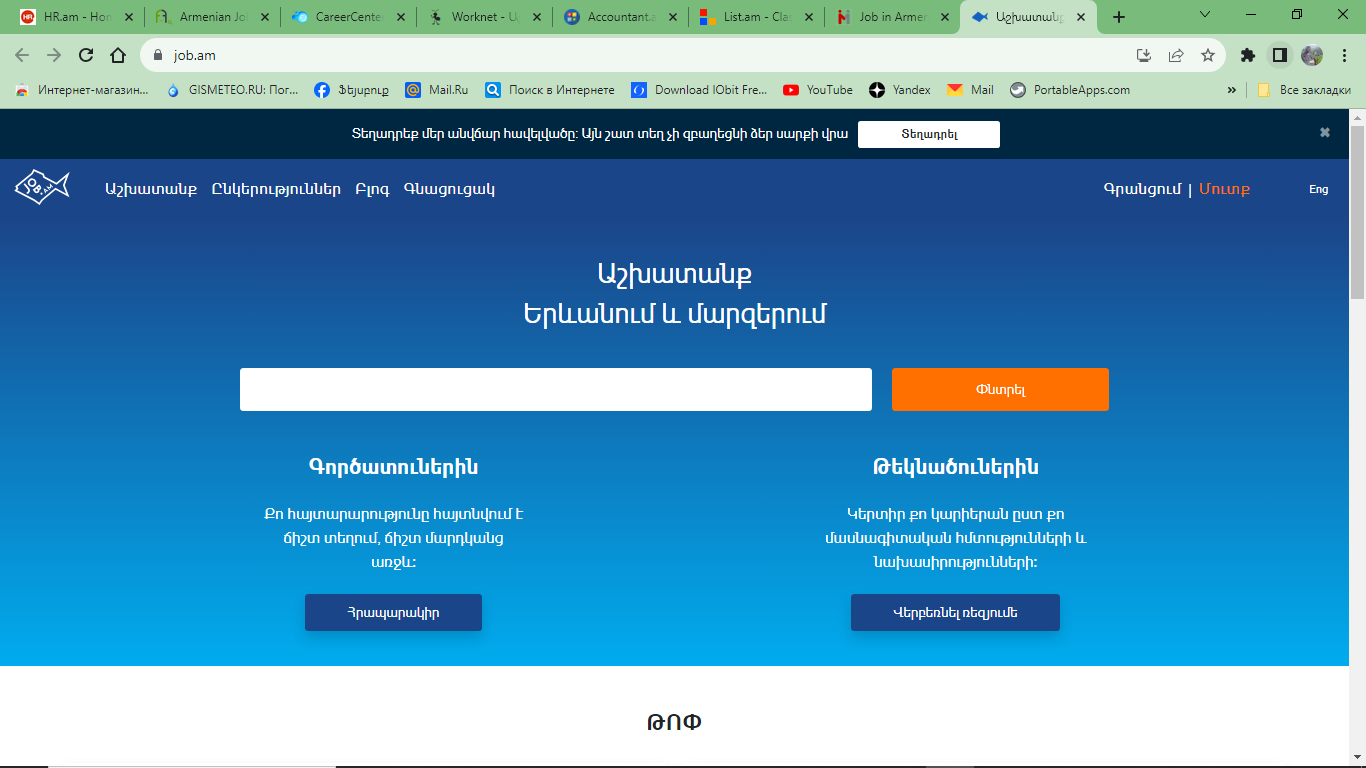 HR.am - Hor
Armenian Jo
CareerCente
Worknet - Ա
Accountant.a
List.am - Clas
Job in Armer
Աշխատանք
job.am
Интернет-магазин...
GISMETEO.RU: Пог...
Ֆեյսբուք
Mail.Ru
Поиск в Интернете
Download IObit Fre...
YouTube
Yandex
Mail
PortableApps.com
»
Все закладки
Տեղադրեք մեր անվճար հավելվածը: Այն շատ տեղ չի զբաղեցնի ձեր սարքի վրա
Տեղադրել
JOB.AM
Աշխատանք
Ընկերություններ
Բլոգ
Գնացուցակ
Գրանցում | Մուտք
Eng
Աշխատանք
Երևանում և մարզերում
Փնտրել
Գործատուներին
Քո հայտարարությունը հայտնվում է
ճիշտ տեղում, ճիշտ մարդկանց
առջև:
Հրապարակիր
Թեկնածուներին
Կերտիր քո կարիերան ըստ քո
մասնագիտական հմտությունների և
նախասիրությունների:
Վերբեռնել ռեզյումե
ԹՈՓ